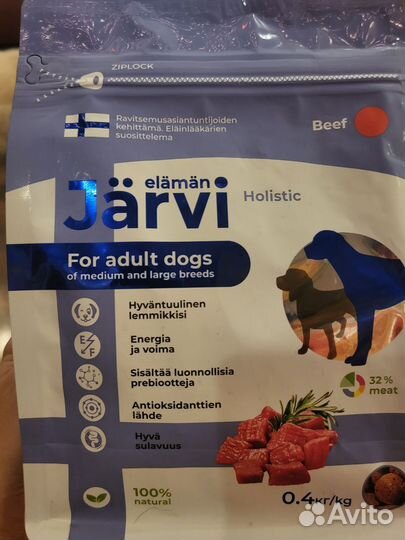 ZIPLOCK
Ravitsemusasiantuntijoiden
kehittämä. Eläinlääkärien
suosittelema
Beef
elämän
Järvi
Holistic
For adult dogs
of medium and large breeds
Hyväntuulinen
lemmikkisi
E
F
Energia
ja voima
Sisältää luonnollisia
prebiootteja
Antioksidanttien
lähde
Hyvä
sulavuus
32%
meat
100%
natural
0.4кг/kg
Avito